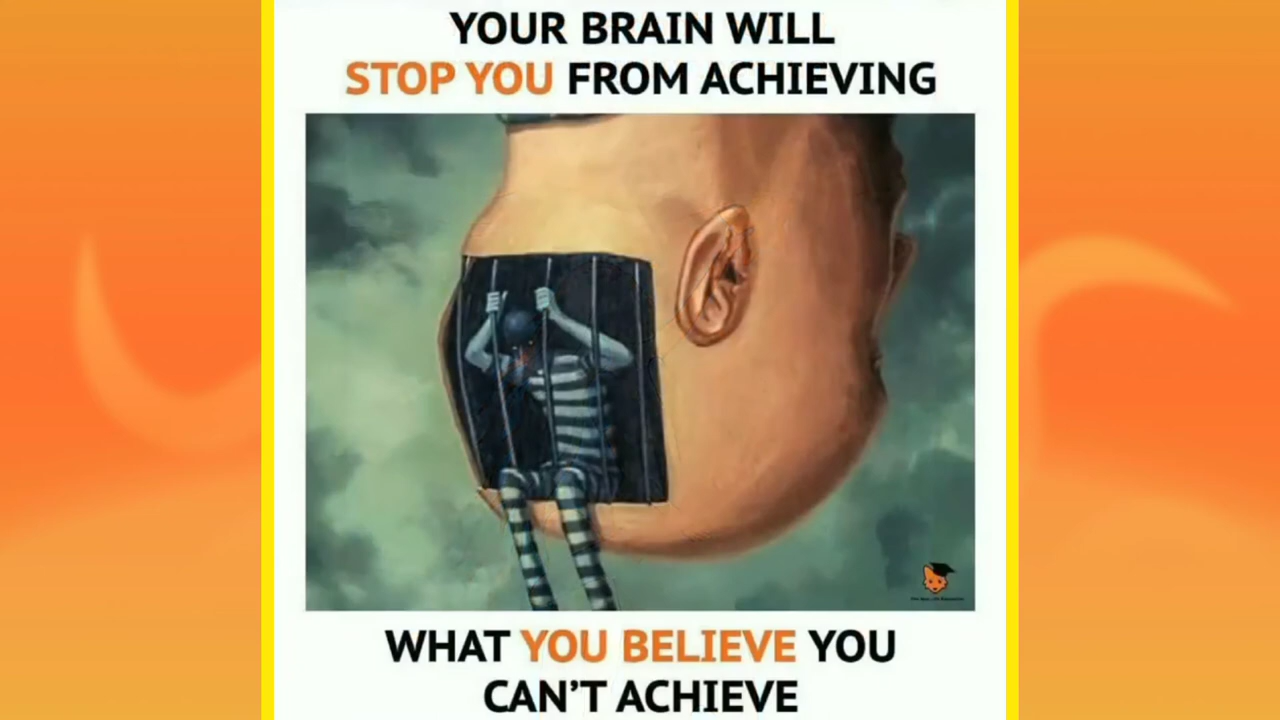 YOUR BRAIN WILL
STOP YOU FROM ACHIEVING
WHAT YOU BELIEVE YOU
CAN'T ACHIEVE